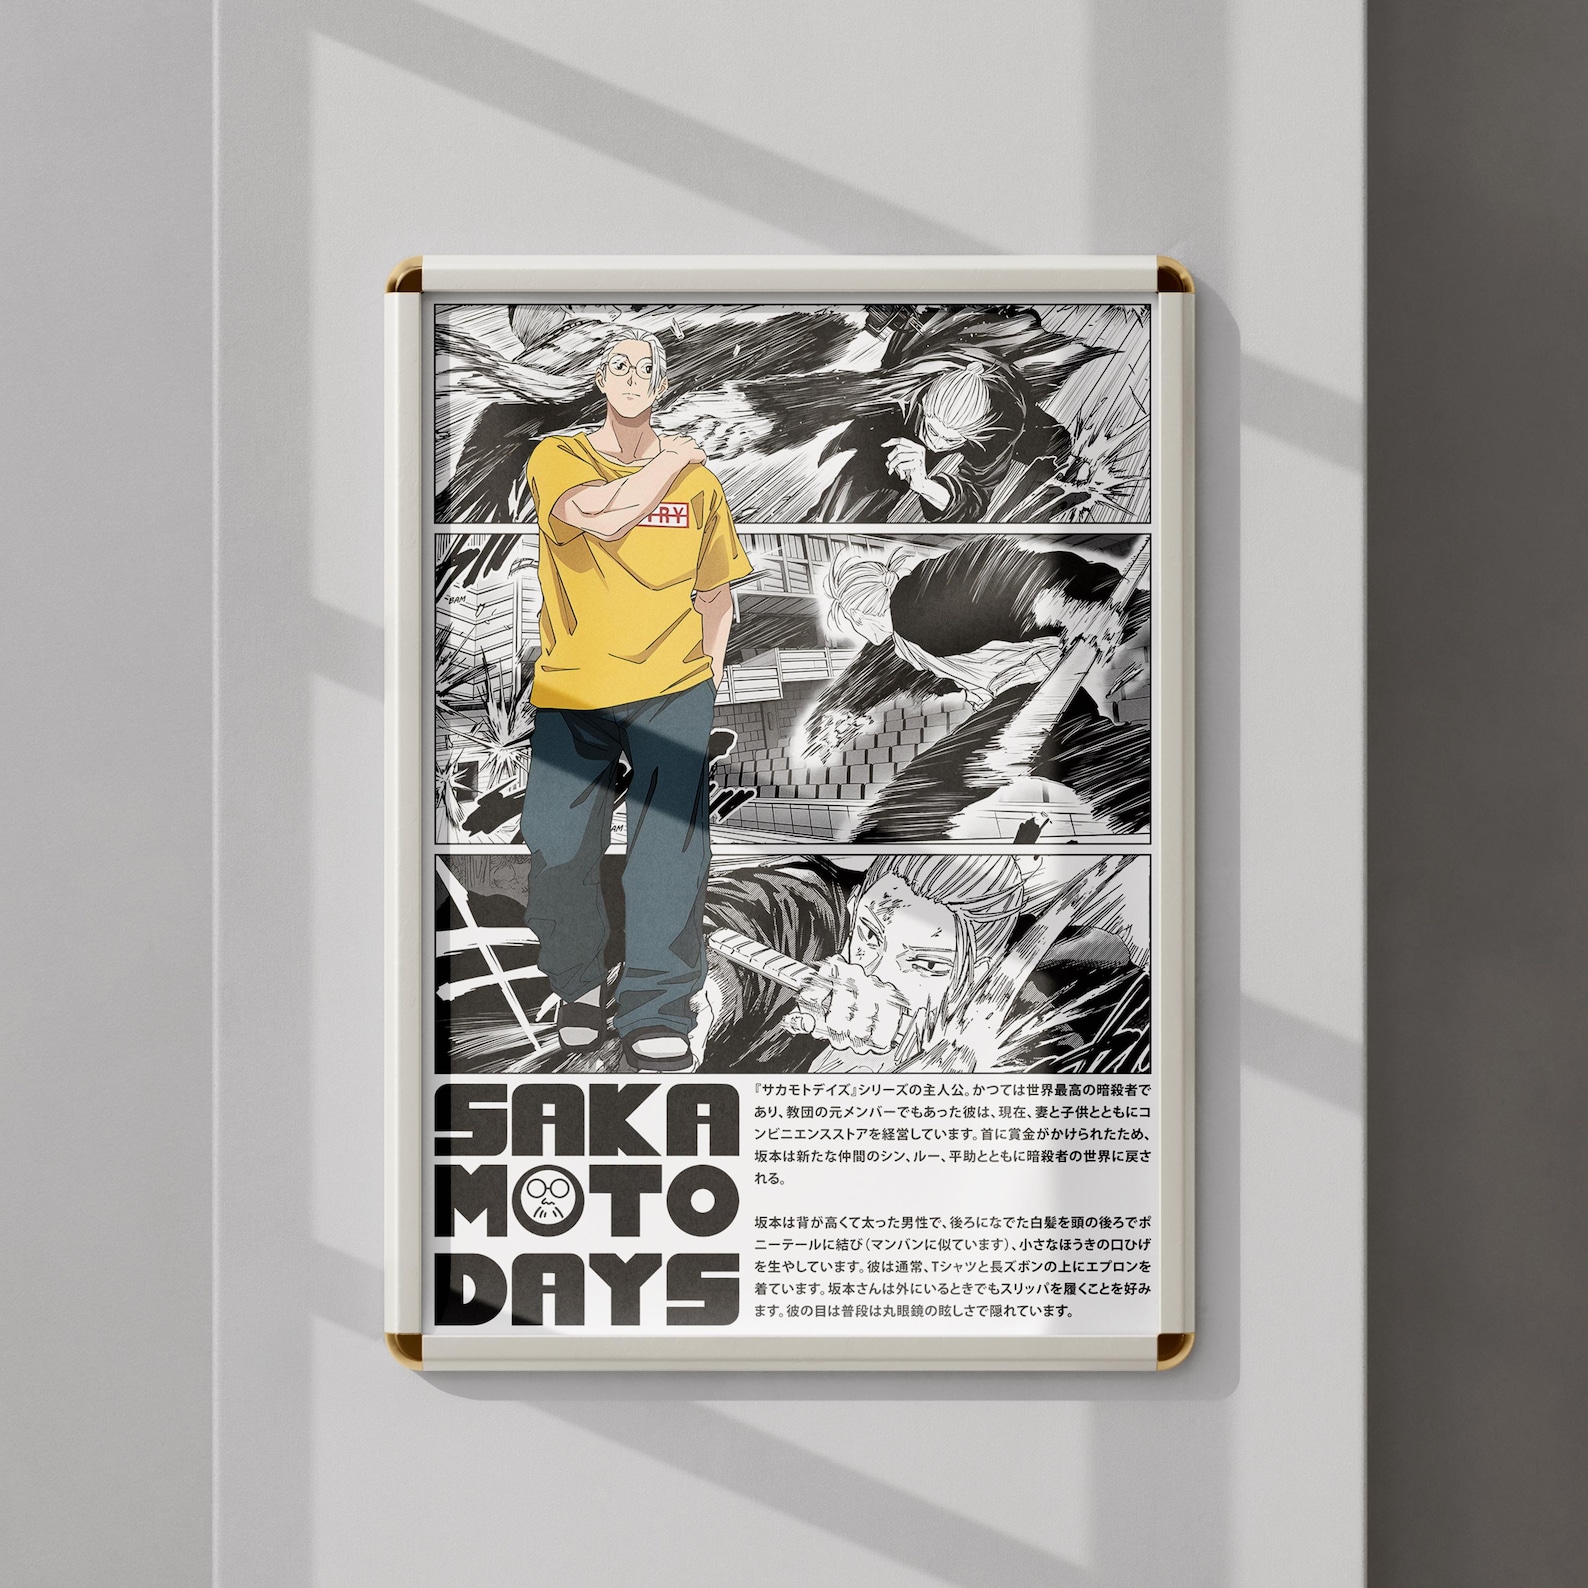 TRY
BAM
AM
SAKA
MOTO
DAYS
『サカモトデイズ』シリーズの主人公。かつては世界最高の暗殺者で
あり、教団の元メンバーでもあった彼は、現在、妻と子供とともにコ
ンビニエンスストアを経営しています。首に賞金がかけられたため、
坂本は新たな仲間のシン、ルー、平助とともに暗殺者の世界に戻さ
れる。
坂本は背が高くて太った男性で、後ろになでた白髪を頭の後ろでポ
ニーテールに結び（マンバンに似ています）、小さなほうきの口ひげ
を生やしています。彼は通常、Tシャツと長ズボンの上にエプロンを
着ています。坂本さんは外にいるときでもスリッパを履くことを好み
ます。彼の目は普段は丸眼鏡の眩しさで隠れています。